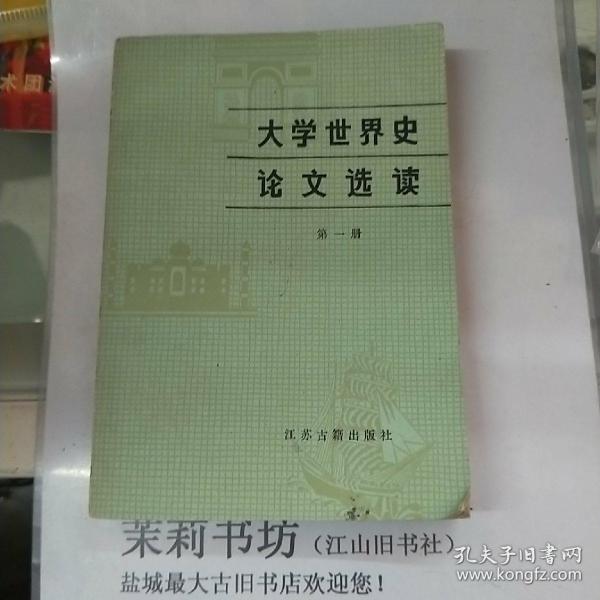 术团
大学世界史
论文选读
第一册
江苏古籍出版社
茉莉书坊（江山旧书社）
盐城最大古旧书店欢迎您！
孔夫子旧书网
www.kongfz.com